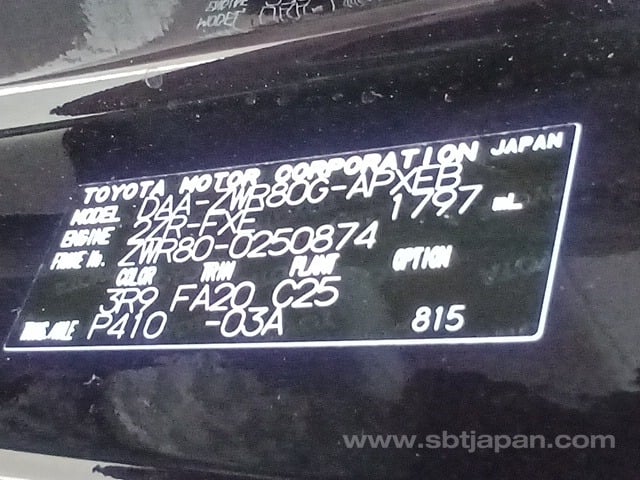 TOYOTA MOTOR CORPORATION JAPAN
MODEL DAA-ZWR80G-APXEB
ENGINE 2ZR-FXE 1797 mL
FRAME No. ZWR80-0250874
COLOR TRIM PLANT OPTION
3R9 FA20 C25
TRANS./AXLE P410 -03A 815
www.sbtjapan.com